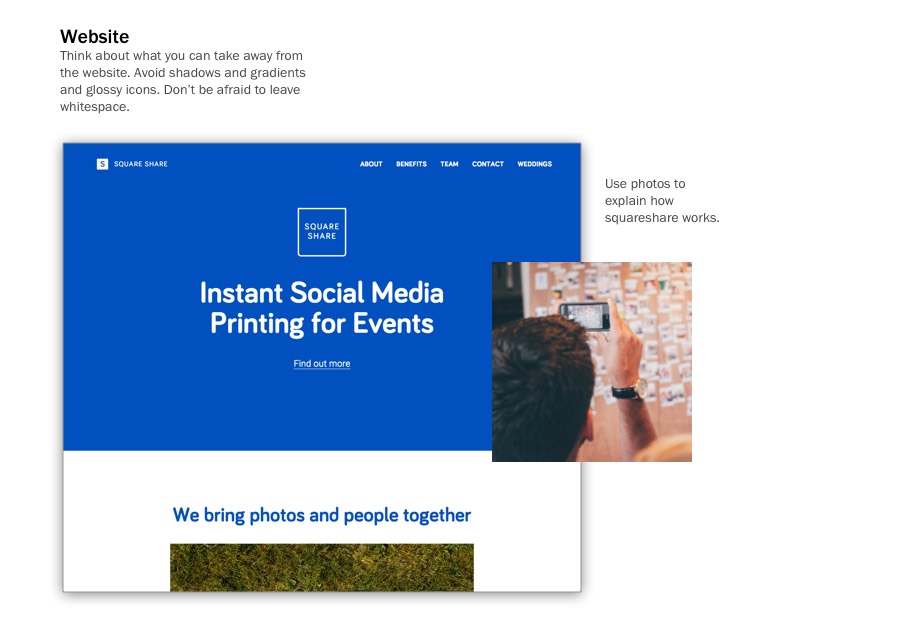 Website
Think about what you can take away from
the website. Avoid shadows and gradients
and glossy icons. Don't be afraid to leave
whitespace.
S SQUARE SHARE
ABOUT BENEFITS TEAM CONTACT WEDDINGS
Use photos to
explain how
squareshare works.
SQUARE
SHARE
Instant Social Media
Printing for Events
Find out more
We bring photos and people together